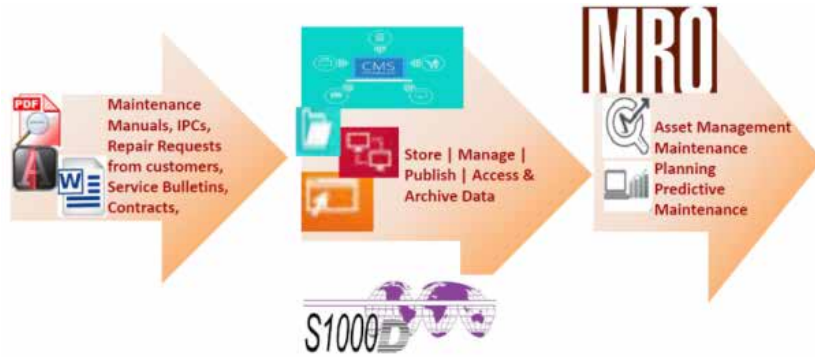 PDF
W
Maintenance
Manuals, IPCs,
Repair Requests
from customers,
Service Bulletins,
Contracts,
CMS
Store | Manage |
Publish | Access &
Archive Data
S1000D
MRO
Asset Management
Maintenance
Planning
Predictive
Maintenance